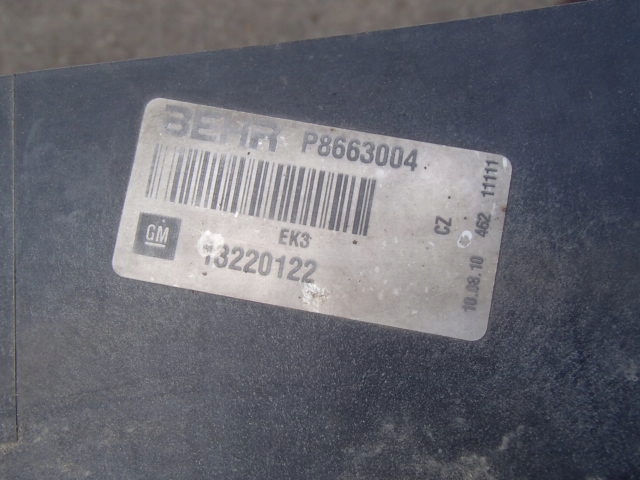 BEHR P8663004
EK3
GM 13220122
CZ
10.08.10 462 11111